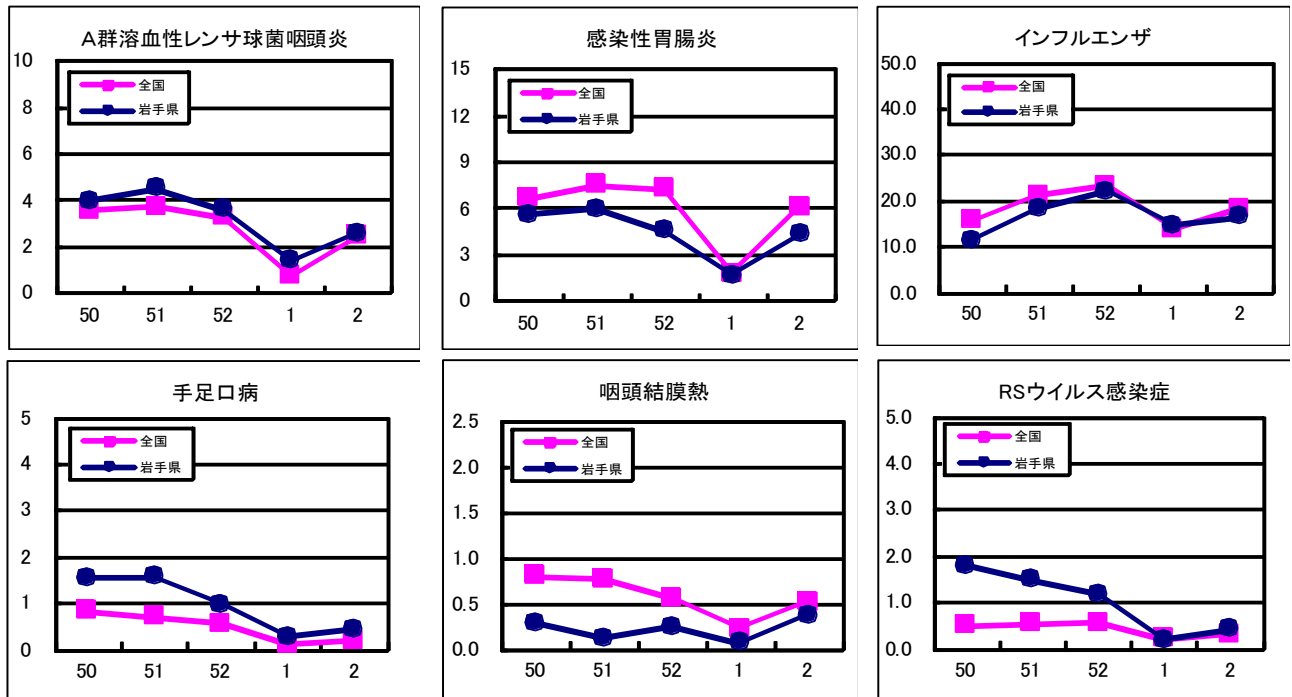 A群溶血性レンサ球菌咽頭炎
10
8
6
4
2
0
全国
岩手県
50 51 52 1 2
感染性胃腸炎
15
12
9
6
3
0
全国
岩手県
50 51 52 1 2
インフルエンザ
50.0
40.0
30.0
20.0
10.0
0.0
全国
岩手県
50 51 52 1 2
手足口病
5
4
3
2
1
0
全国
岩手県
50 51 52 1 2
咽頭結膜熱
2.5
2.0
1.5
1.0
0.5
0.0
全国
岩手県
50 51 52 1 2
RSウイルス感染症
5.0
4.0
3.0
2.0
1.0
0.0
全国
岩手県
50 51 52 1 2